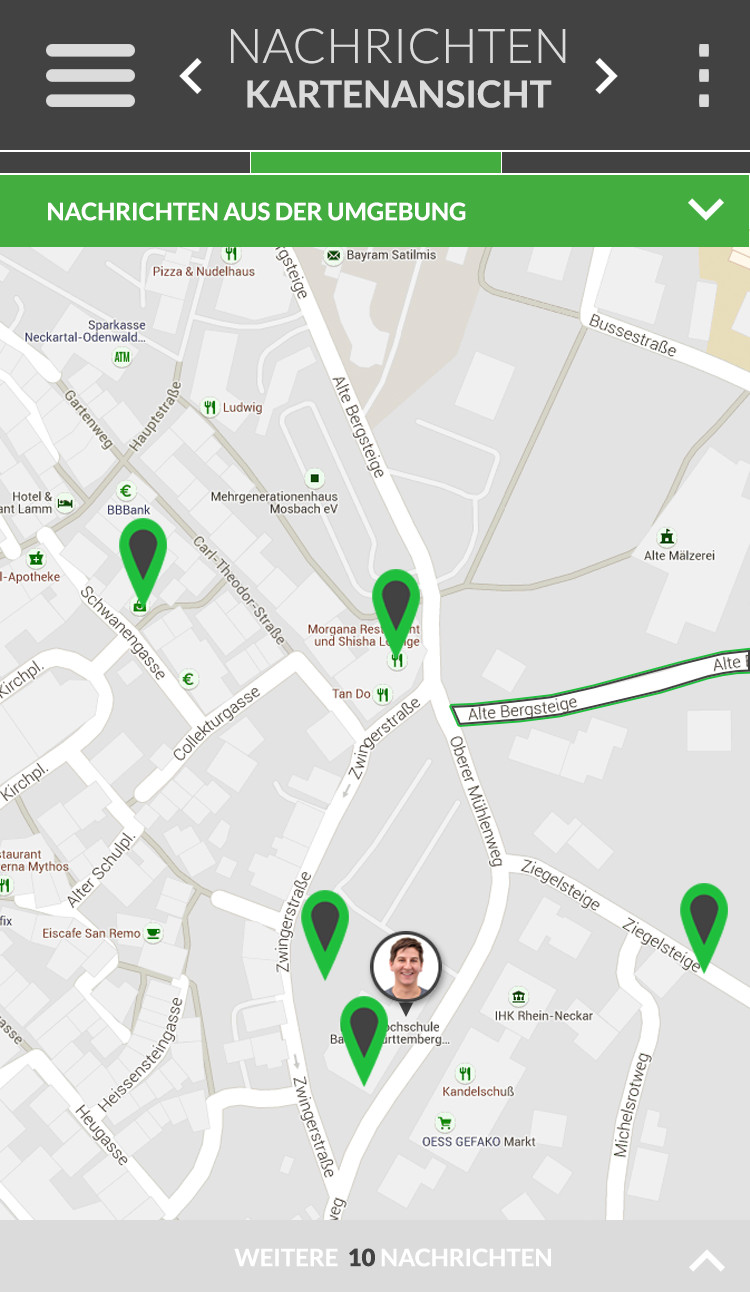 NACHRICHTEN
KARTENANSICHT
NACHRICHTEN AUS DER UMGEBUNG
Bayram Satilmis
Pizza & Nudelhaus
Bussestraße
Sparkasse
Neckartal-Odenwald...
ATM
Alte Bergsteige
Gartenweg
Hauptstraße
Ludwig
€
BBBank
Mehrgenerationenhaus
Mosbach eV
Hotel &
ant Lamm
Alte Mälzerei
l-Apotheke
Carl-Theodor-Straße
Schwanengasse
Morgana
und Shisha
€
Kirchpl.
Tan Do
Alte
Alte Bergsteige
Collekturgasse
Zwingerstraße
Oberer Mühlenweg
Kirchpl.
Alter Schulpl.
staurant
erna Mythos
Ziegelsteige
Ziegelsteige
fix
Eiscafe San Remo
Zwingerstraße
IHK Rhein-Neckar
ochschule
Ba
urttemberg...
Heissensteingasse
Kandelschuß
Heugasse
Zwingerstraße
OESS GEFAKO Markt
Michelsrotweg
weg
WEITERE 10 NACHRICHTEN